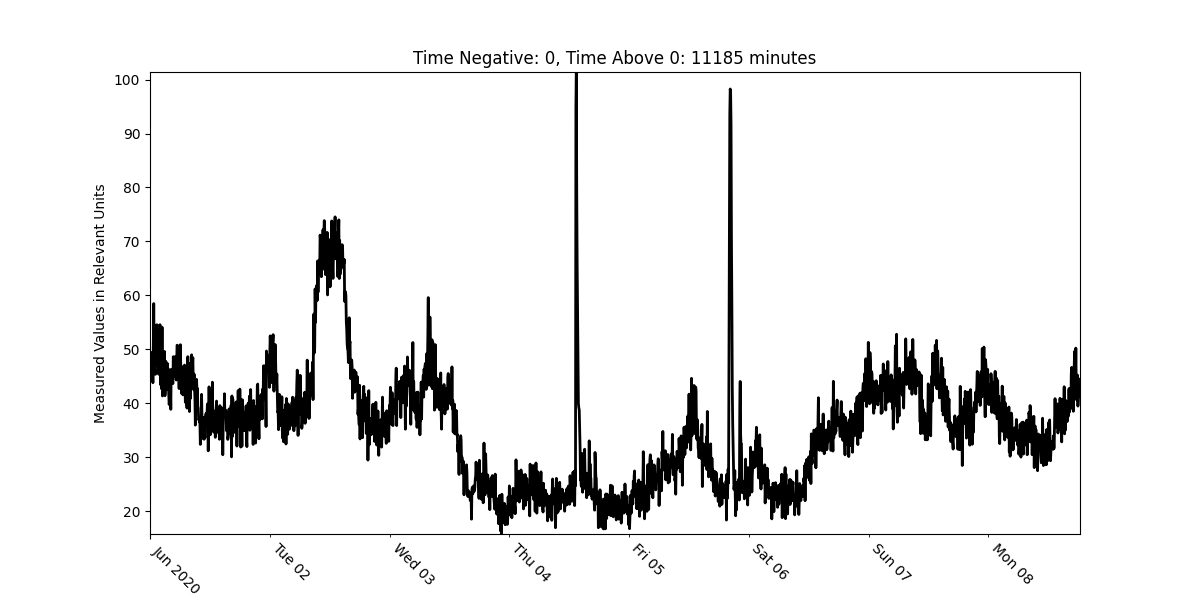 Time Negative: 0, Time Above 0: 11185 minutes
Measured Values in Relevant Units
100
90
80
70
60
50
40
30
20
Jun 2020
Tue 02
Wed 03
Thu 04
Fri 05
Sat 06
Sun 07
Mon 08